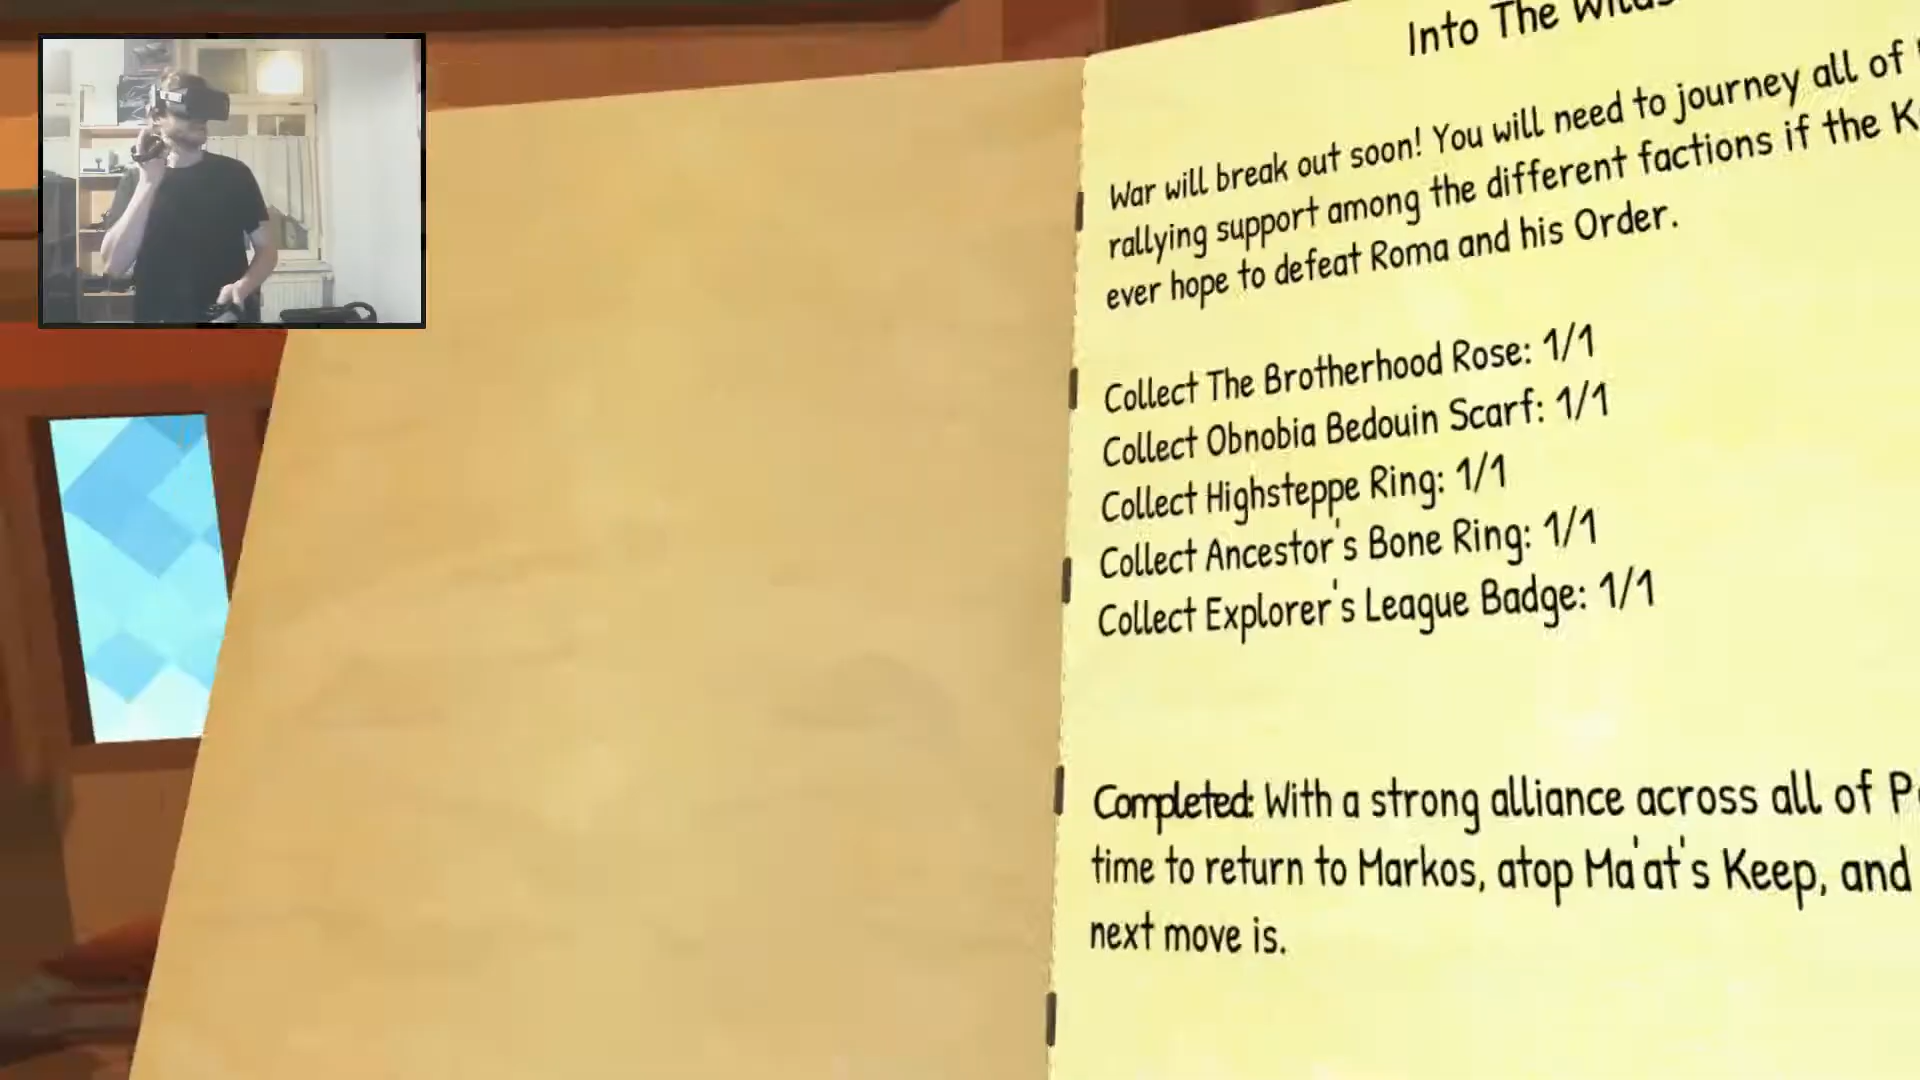 Into The Wilds
War will break out soon! You will need to journey all of
rallying support among the different factions if the
ever hope to defeat Roma and his Order.
Collect The Brotherhood Rose: 1/1
Collect Obnobia Bedouin Scarf: 1/1
Collect Highsteppe Ring: 1/1
Collect Ancestor's Bone Ring: 1/1
Collect Explorer's League Badge: 1/1
Completed: With a strong alliance across all of
time to return to Markos, atop Ma'at's Keep, and
next move is.